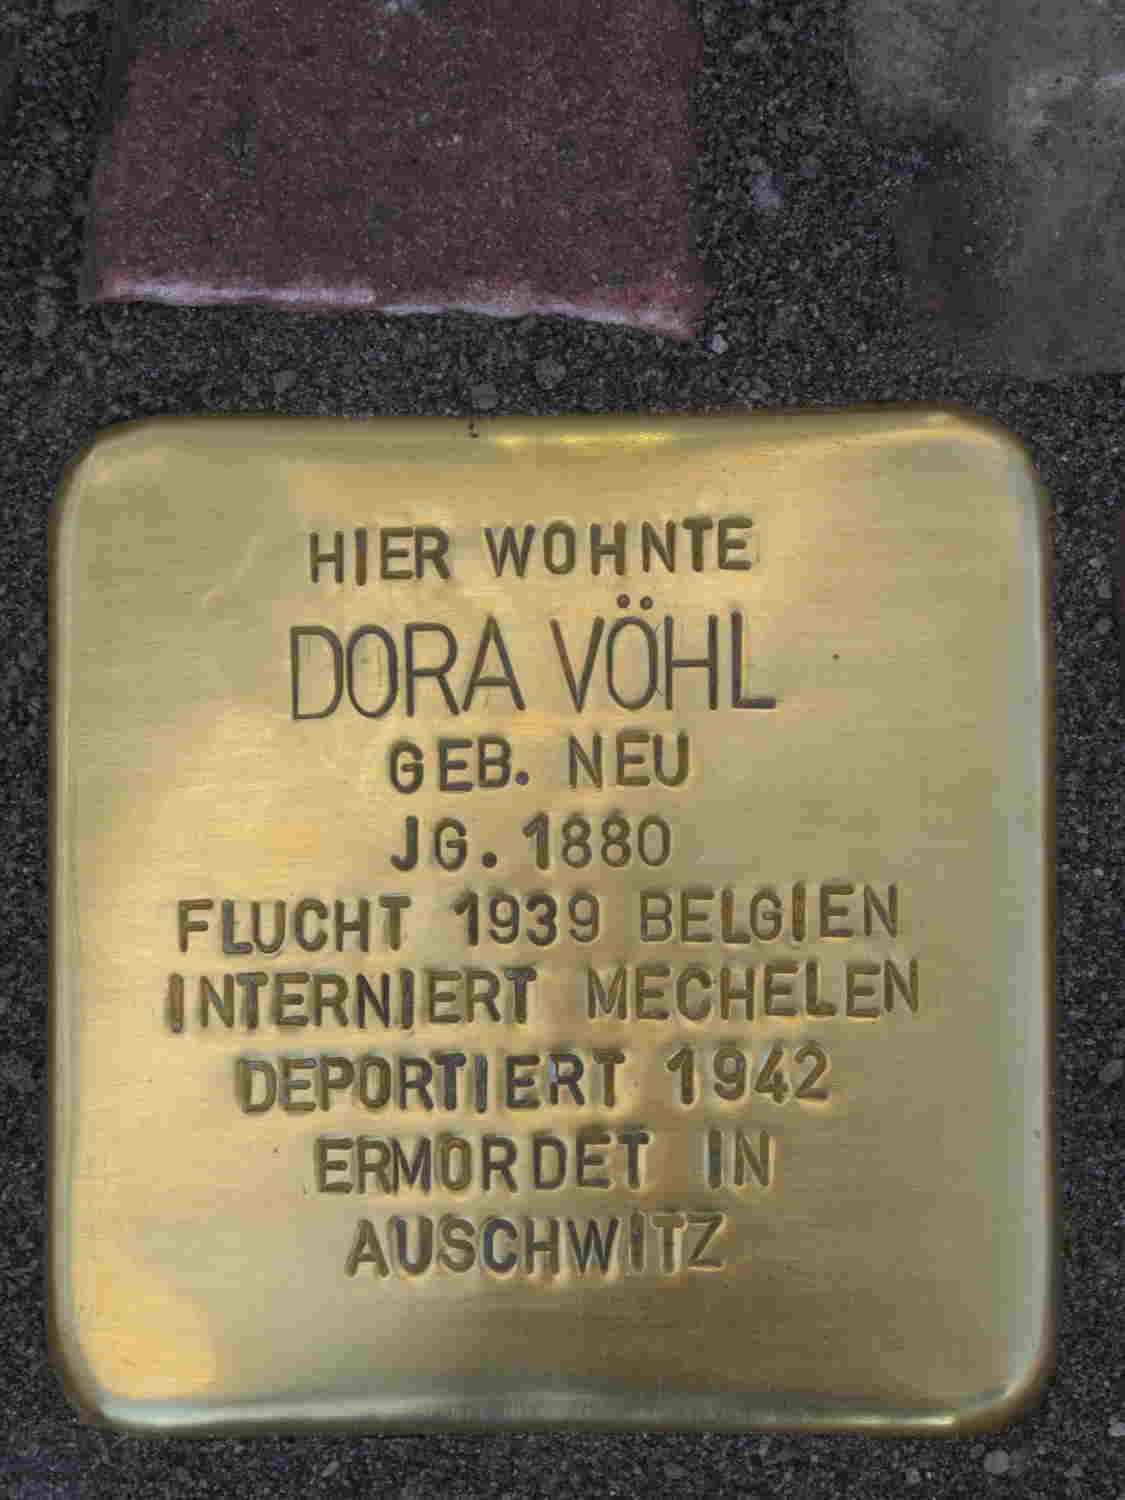 HIER WOHNTE
DORA VÖHL
GEB. NEU
JG. 1880
FLUCHT 1939 BELGIEN
INTERNIERT MECHELEN
DEPORTIERT 1942
ERMORDET IN
AUSCHWITZ